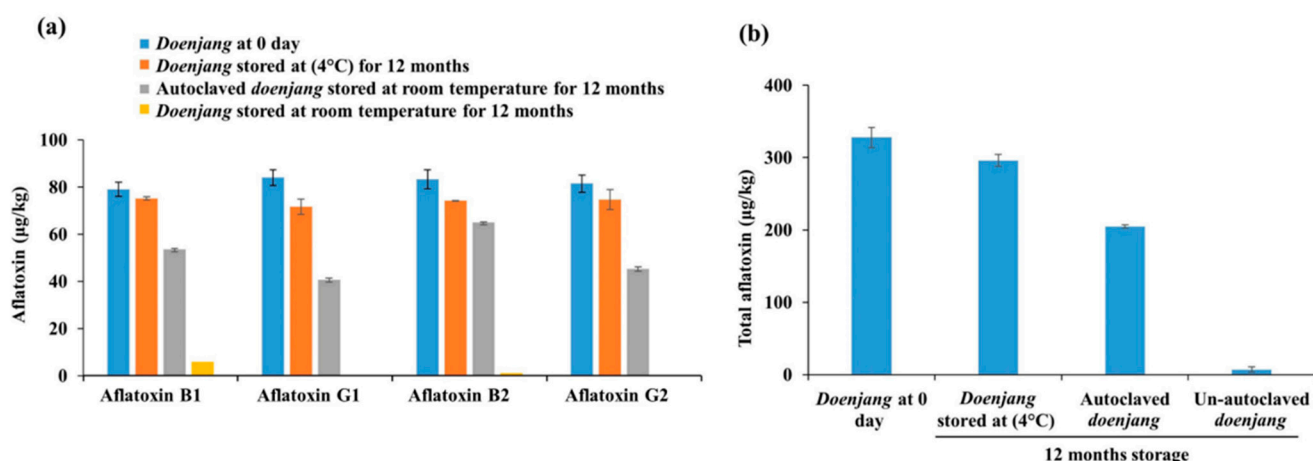 (a)
Doenjang at 0 day
Doenjang stored at (4°C) for 12 months
Autoclaved doenjang stored at room temperature for 12 months
Doenjang stored at room temperature for 12 months
Aflatoxin (µg/kg)
100
80
60
40
20
0
Aflatoxin B1
Aflatoxin G1
Aflatoxin B2
Aflatoxin G2
(b)
Total aflatoxin (µg/kg)
400
300
200
100
0
Doenjang at 0
day
Doenjang
stored at (4°C)
Autoclaved
doenjang
Un-autoclaved
doenjang
12 months storage